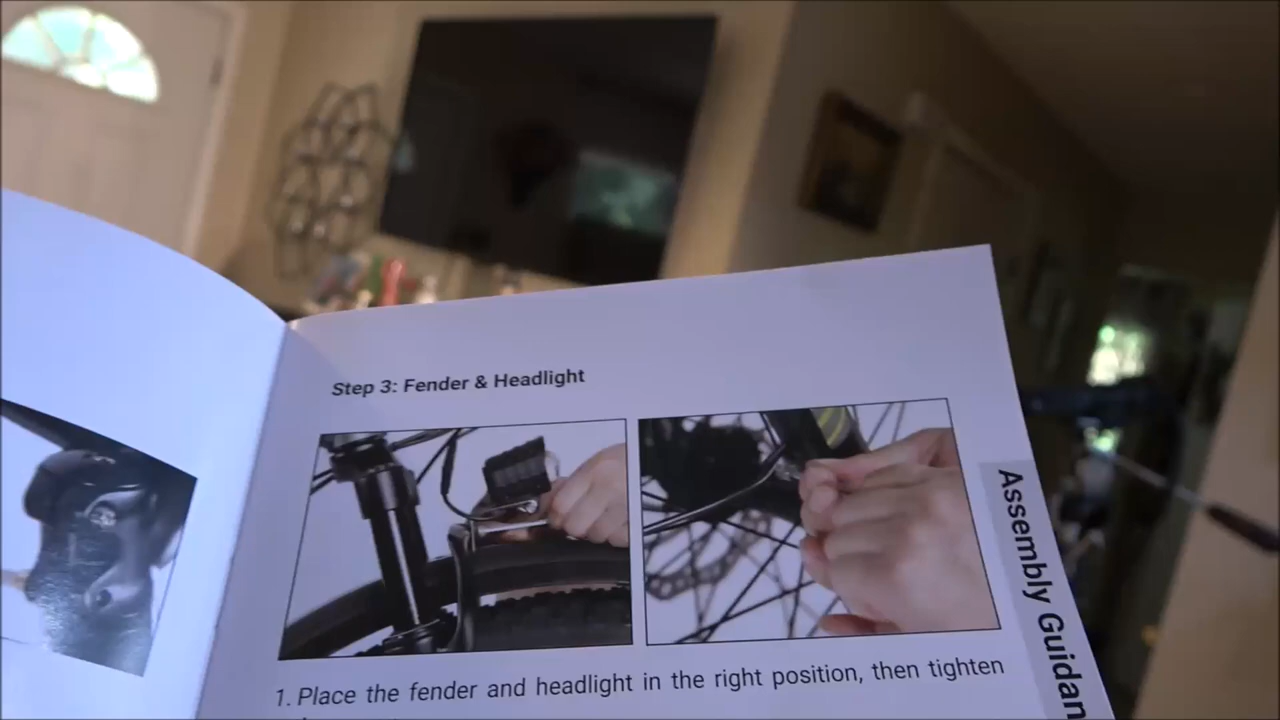 Step 3: Fender & Headlight
1. Place the fender and headlight in the right position, then tighten
Assembly Guidan